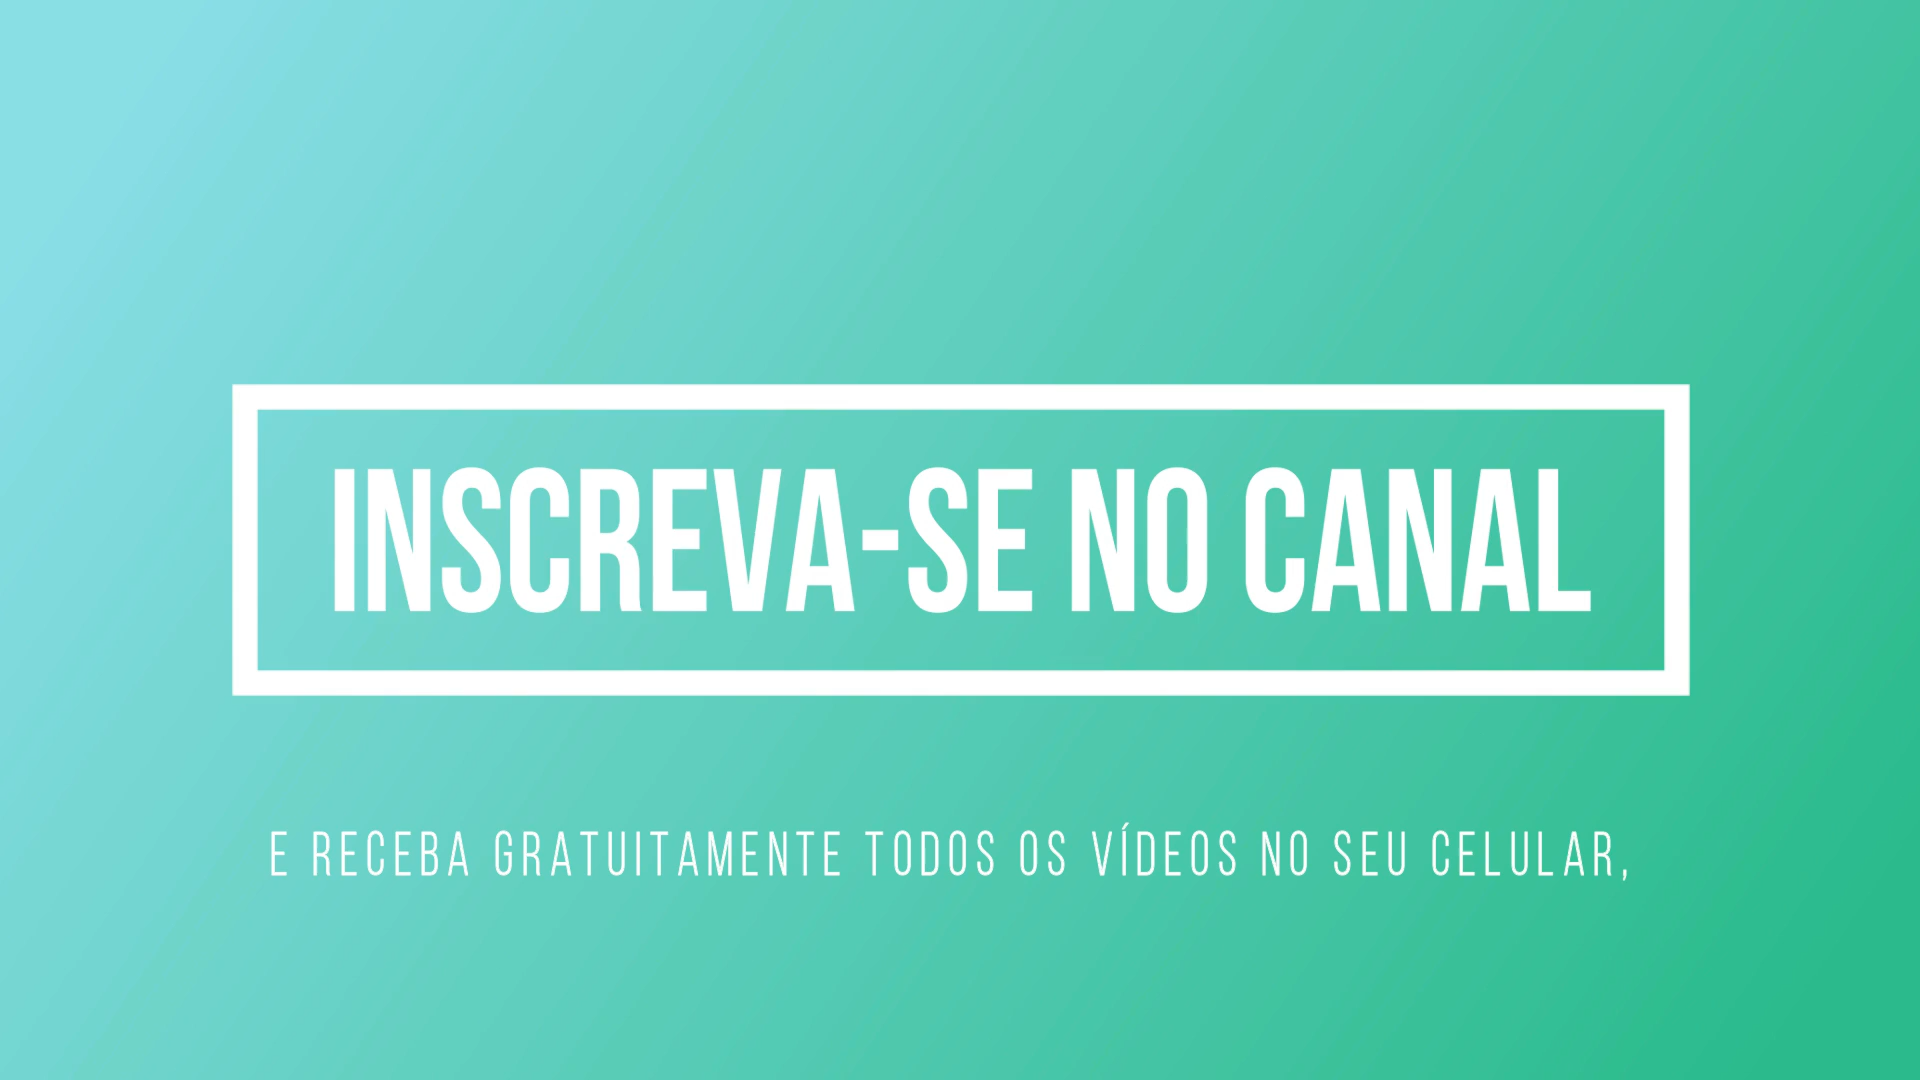 INSCREVA-SE NO CANAL
E RECEBA GRATUITAMENTE TODOS OS VÍDEOS NO SEU CELULAR,